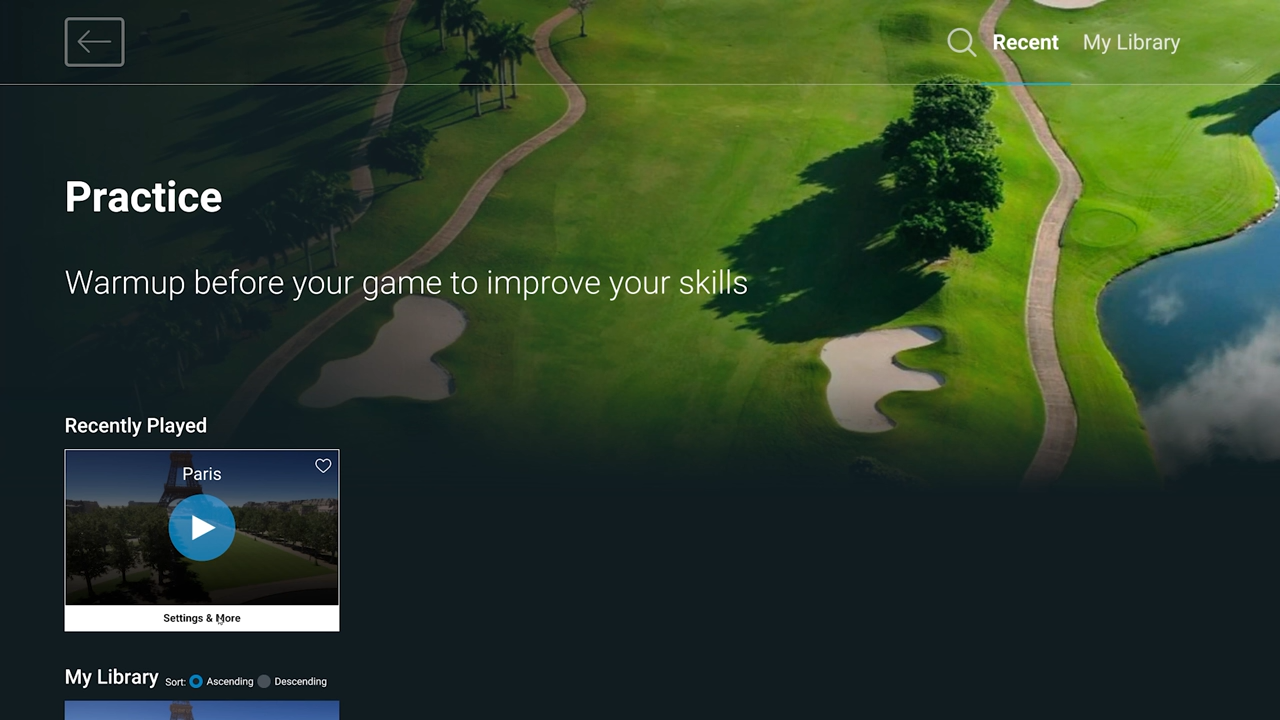 Recent My Library
Practice
Warmup before your game to improve your skills
Recently Played
Paris
Settings & More
My Library Sort: Ascending Descending